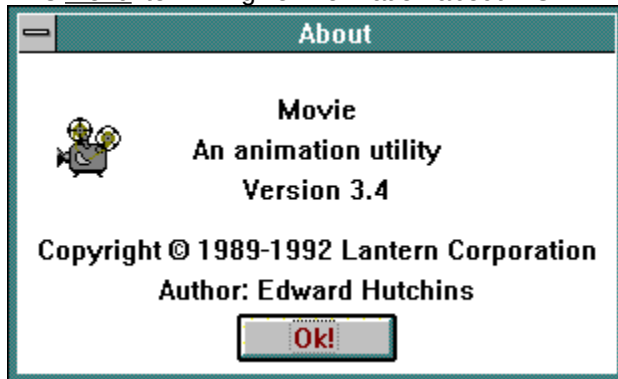 About
Movie
An animation utility
Version 3.4
Copyright © 1989-1992 Lantern Corporation
Author: Edward Hutchins
Ok!